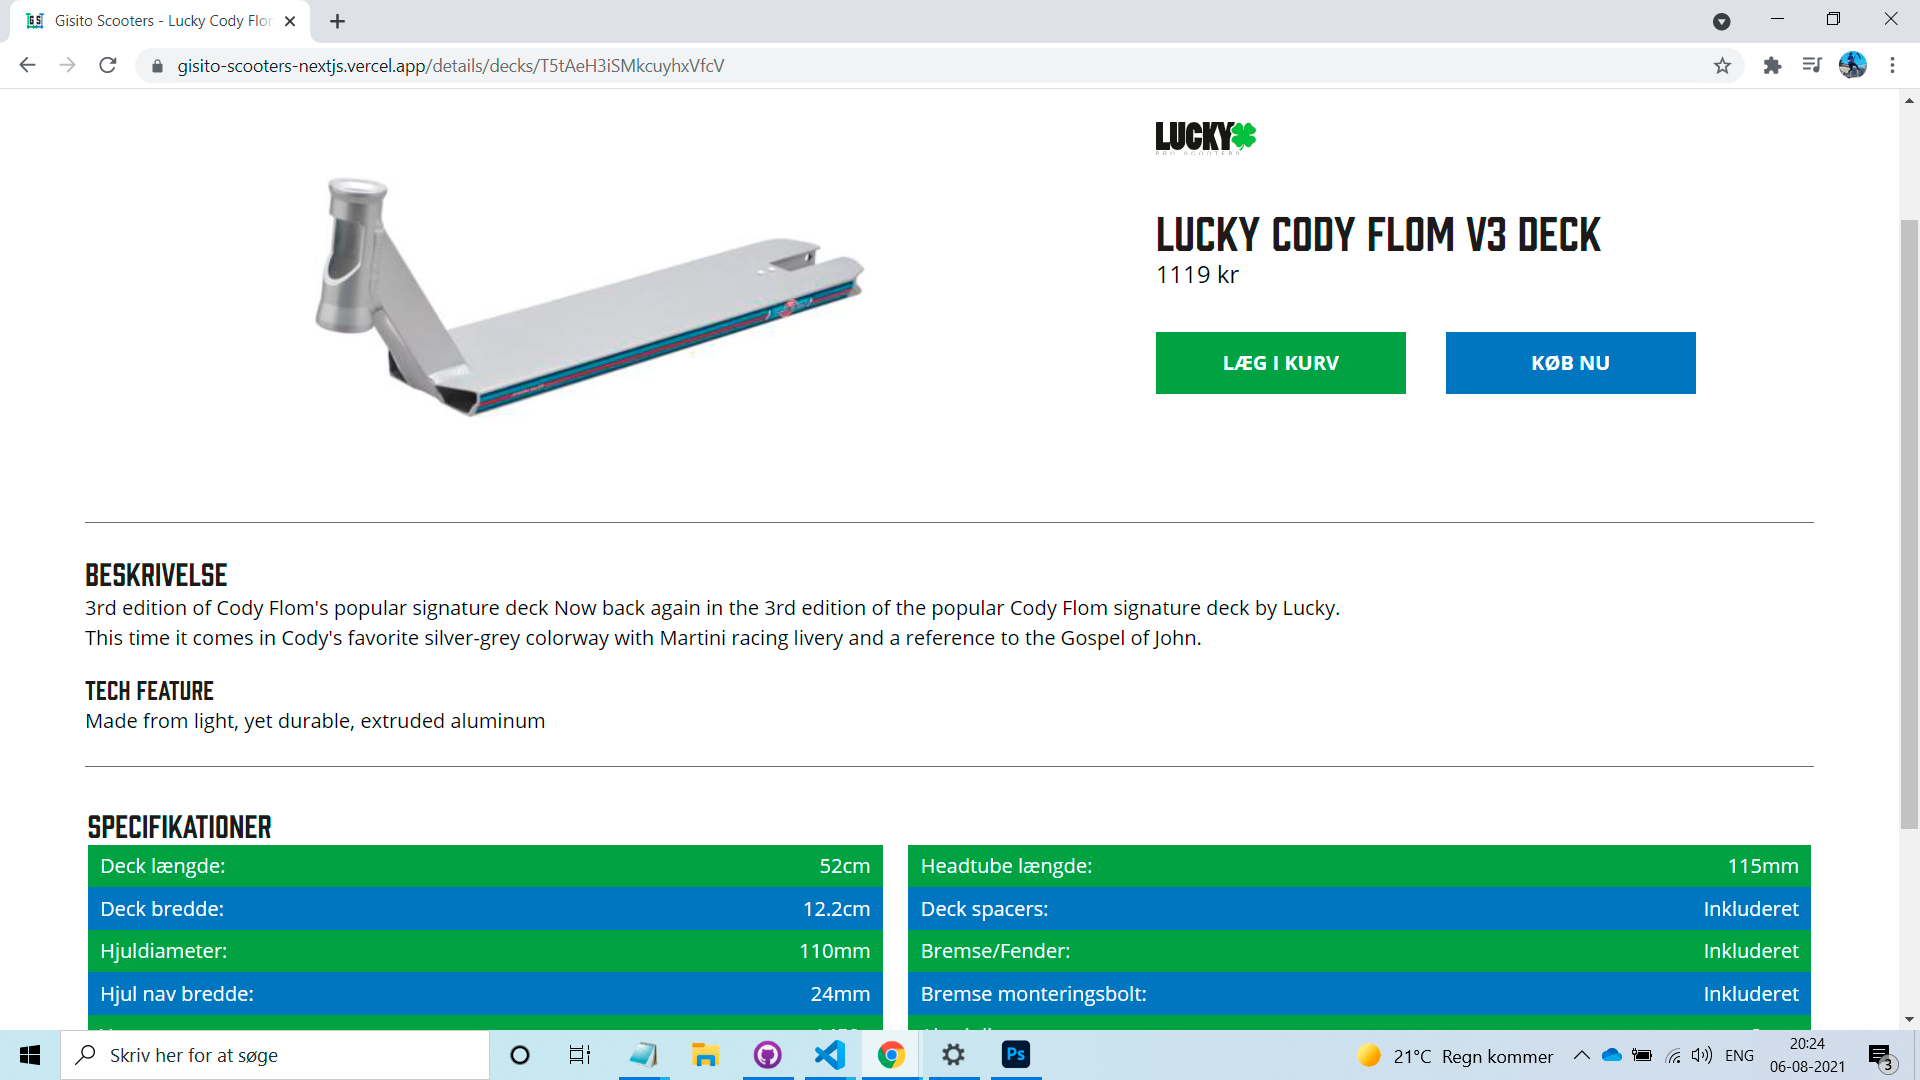 Gisito Scooters - Lucky Cody Flor
gisito-scooters-nextjs.vercel.app/details/decks/T5tAeH3iSMkcuyhxVfcV
LUCKY
PRO SCOOTERS
LUCKY CODY FLOM V3 DECK
1119 kr
LÆG I KURV
KØB NU
BESKRIVELSE
3rd edition of Cody Flom's popular signature deck Now back again in the 3rd edition of the popular Cody Flom signature deck by Lucky.
This time it comes in Cody's favorite silver-grey colorway with Martini racing livery and a reference to the Gospel of John.
TECH FEATURE
Made from light, yet durable, extruded aluminum
SPECIFIKATIONER
Deck længde: 52cm
Headtube længde: 115mm
Deck bredde: 12.2cm
Deck spacers: Inkluderet
Hjuldiameter: 110mm
Bremse/Fender: Inkluderet
Hjul nav bredde: 24mm
Bremse monteringsbolt: Inkluderet
Skriv her for at søge
Ps
21°C Regn kommer
ENG
20:24
06-08-2021
3